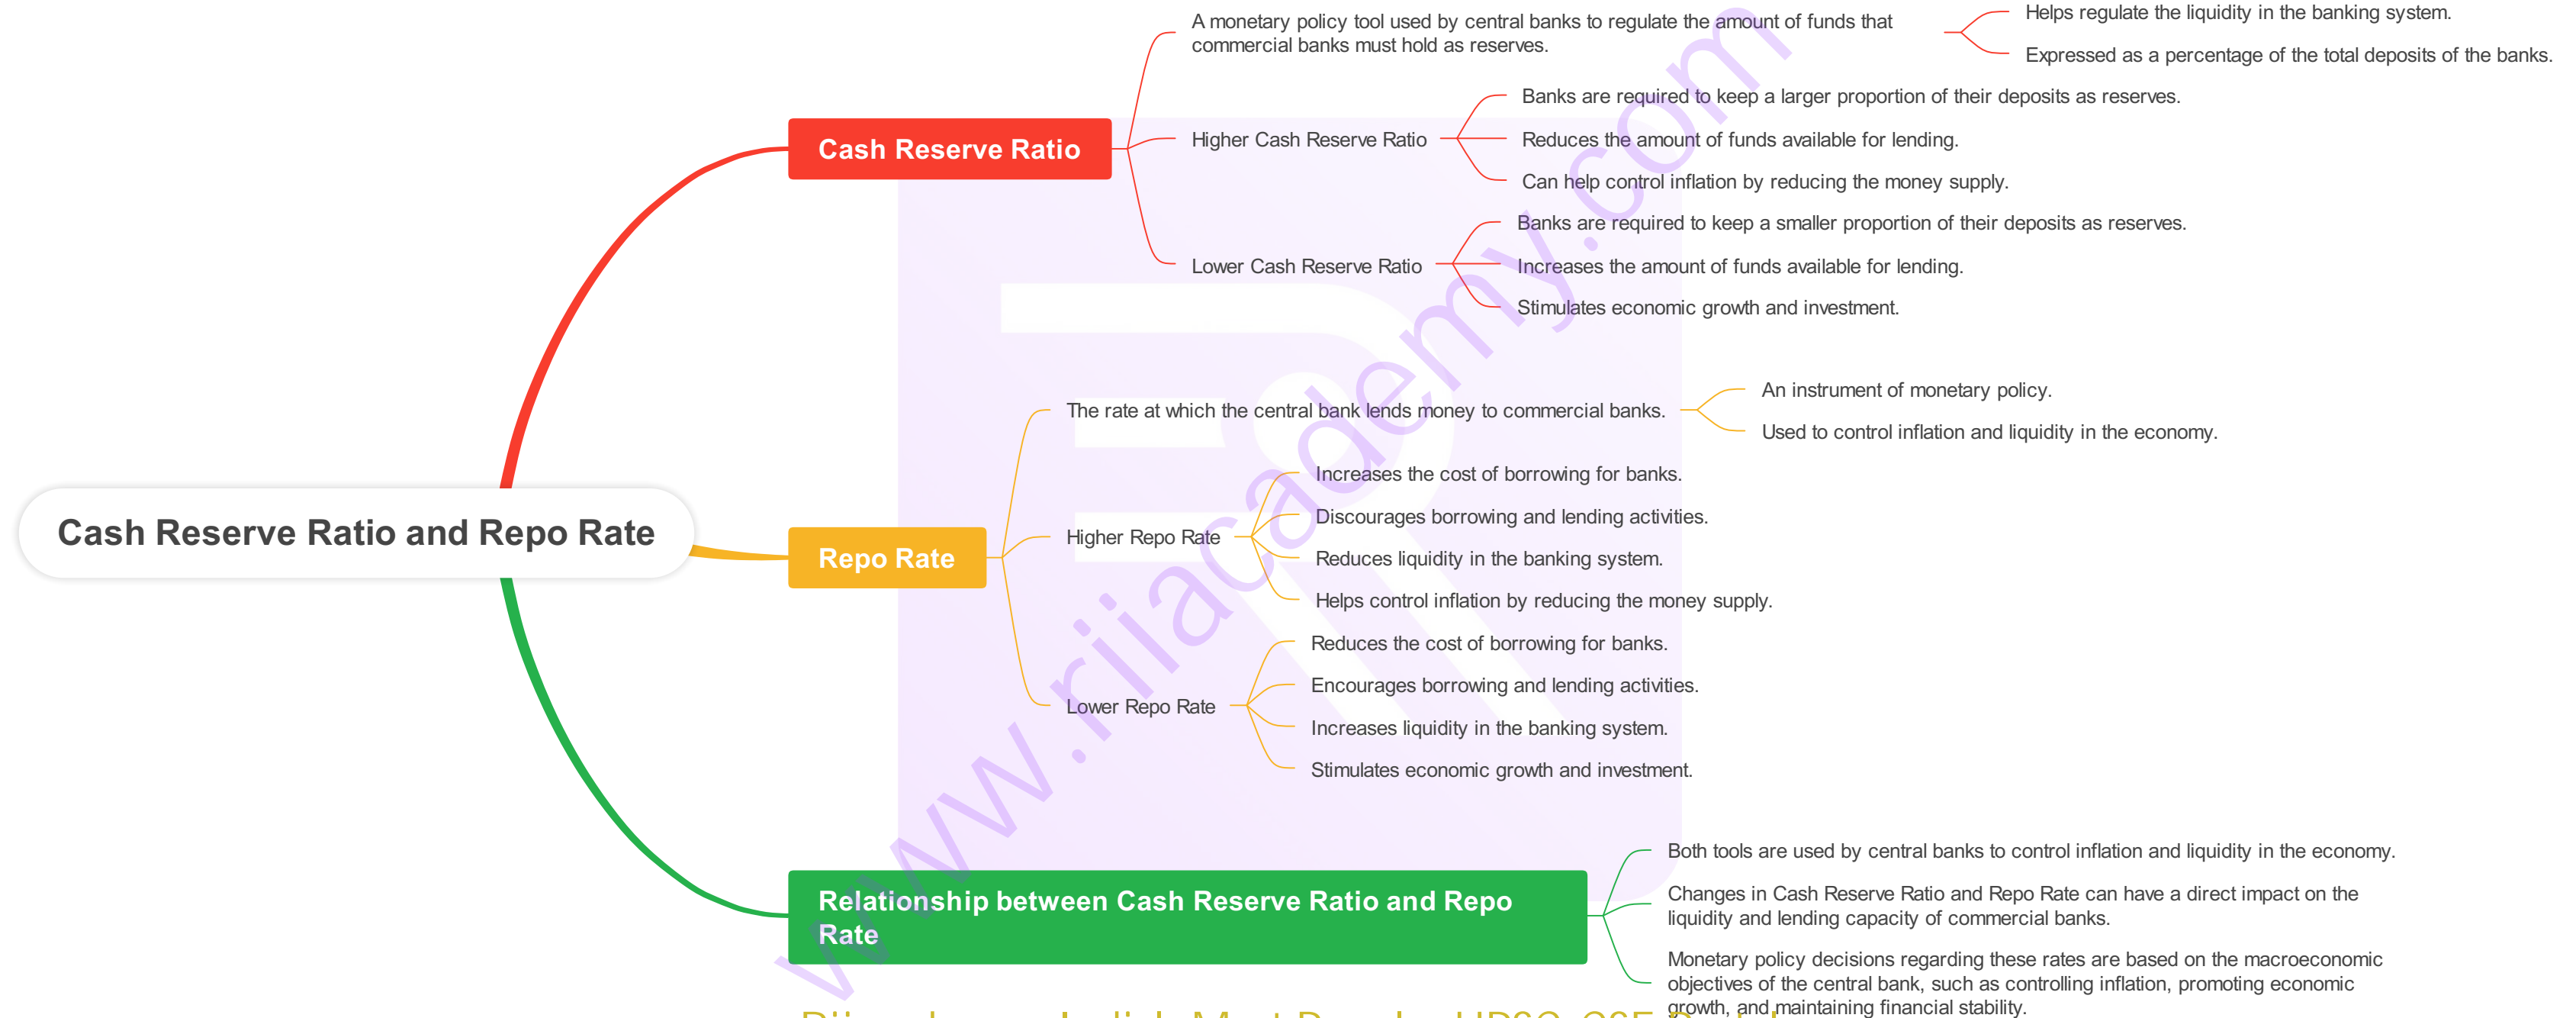 Cash Reserve Ratio and Repo Rate
Cash Reserve Ratio
A monetary policy tool used by central banks to regulate the amount of funds that
commercial banks must hold as reserves.
Helps regulate the liquidity in the banking system.
Expressed as a percentage of the total deposits of the banks.
Higher Cash Reserve Ratio
Banks are required to keep a larger proportion of their deposits as reserves.
Reduces the amount of funds available for lending.
Can help control inflation by reducing the money supply.
Lower Cash Reserve Ratio
Banks are required to keep a smaller proportion of their deposits as reserves.
Increases the amount of funds available for lending.
Stimulates economic growth and investment.
Repo Rate
The rate at which the central bank lends money to commercial banks.
An instrument of monetary policy.
Used to control inflation and liquidity in the economy.
Higher Repo Rate
Increases the cost of borrowing for banks.
Discourages borrowing and lending activities.
Reduces liquidity in the banking system.
Helps control inflation by reducing the money supply.
Lower Repo Rate
Reduces the cost of borrowing for banks.
Encourages borrowing and lending activities.
Increases liquidity in the banking system.
Stimulates economic growth and investment.
Relationship between Cash Reserve Ratio and Repo
Rate
Both tools are used by central banks to control inflation and liquidity in the economy.
Changes in Cash Reserve Ratio and Repo Rate can have a direct impact on the
liquidity and lending capacity of commercial banks.
Monetary policy decisions regarding these rates are based on the macroeconomic
objectives of the central bank, such as controlling inflation, promoting economic
growth, and maintaining financial stability.
www.riiacademy.com